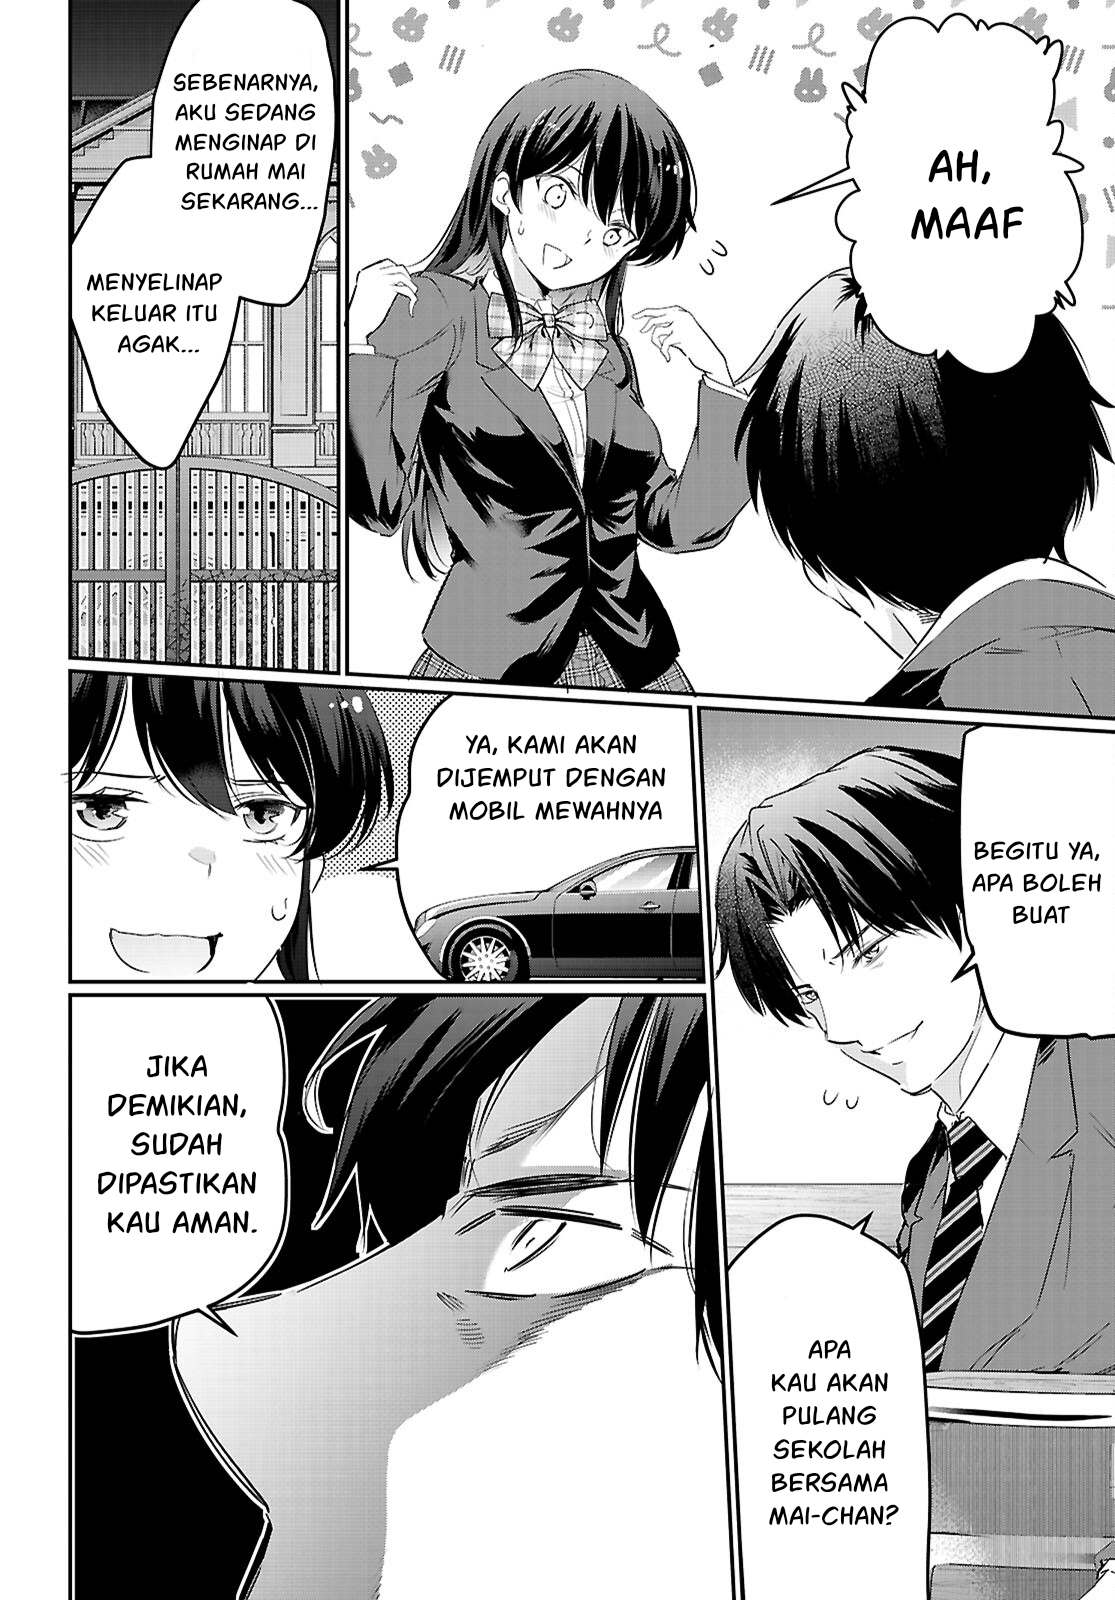 AH,
MAAF
SEBENARNYA,
AKU SEDANG
MENGINAP DI
RUMAH MAI
SEKARANG...
MENYELINAP
KELUAR ITU
AGAK...
BEGITU YA,
APA BOLEH
BUAT
APA
KAU AKAN
PULANG
SEKOLAH
BERSAMA
MAI-CHAN?
YA, KAMI AKAN
DIJEMPUT DENGAN
MOBIL MEWAHNYA
JIKA
DEMIKIAN,
SUDAH
DIPASTIKAN
KAU AMAN.